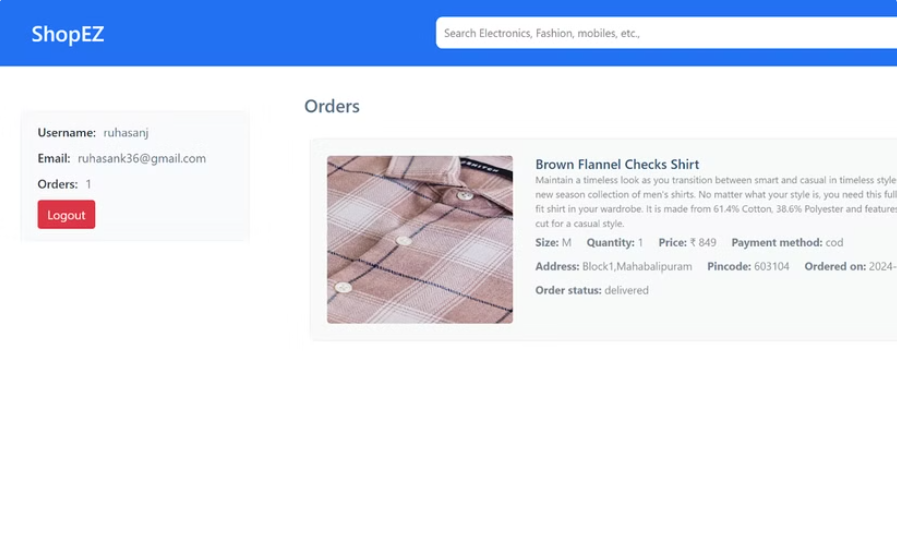 ShopEZ
Search Electronics, Fashion, mobiles, etc.,
Orders
Username: ruhasanj
Email: ruhasank36@gmail.com
Orders: 1
Logout
Brown Flannel Checks Shirt
Maintain a timeless look as you transition between smart and casual in timeless style
new season collection of men's shirts. No matter what your style is, you need this full
fit shirt in your wardrobe. It is made from 61.4% Cotton, 38.6% Polyester and features
cut for a casual style.
Size: M Quantity: 1 Price: ₹ 849 Payment method: cod
Address: Block1,Mahabalipuram Pincode: 603104 Ordered on: 2024-
Order status: delivered